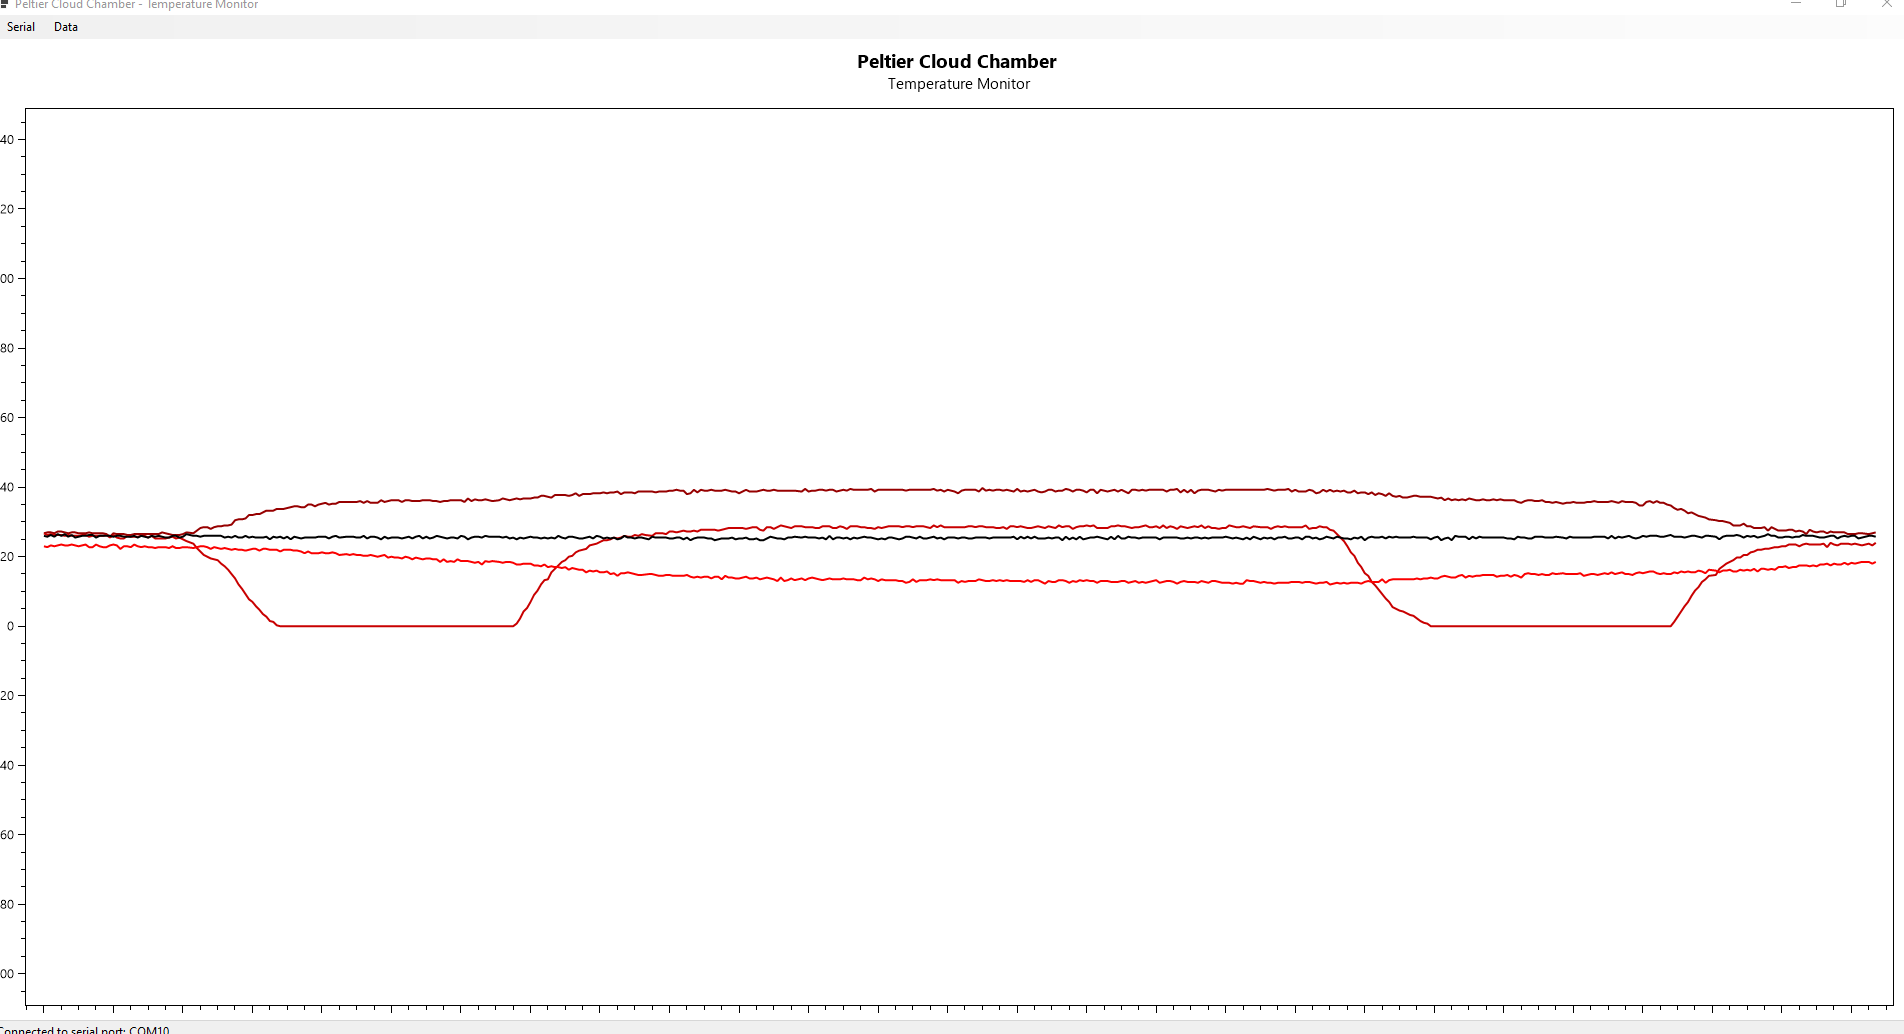 Peltier Cloud Chamber - Temperature Monitor
Serial Data
Peltier Cloud Chamber
Temperature Monitor
40
20
00
80
60
40
20
0
20
40
60
80
00
Connected to serial port: COM10